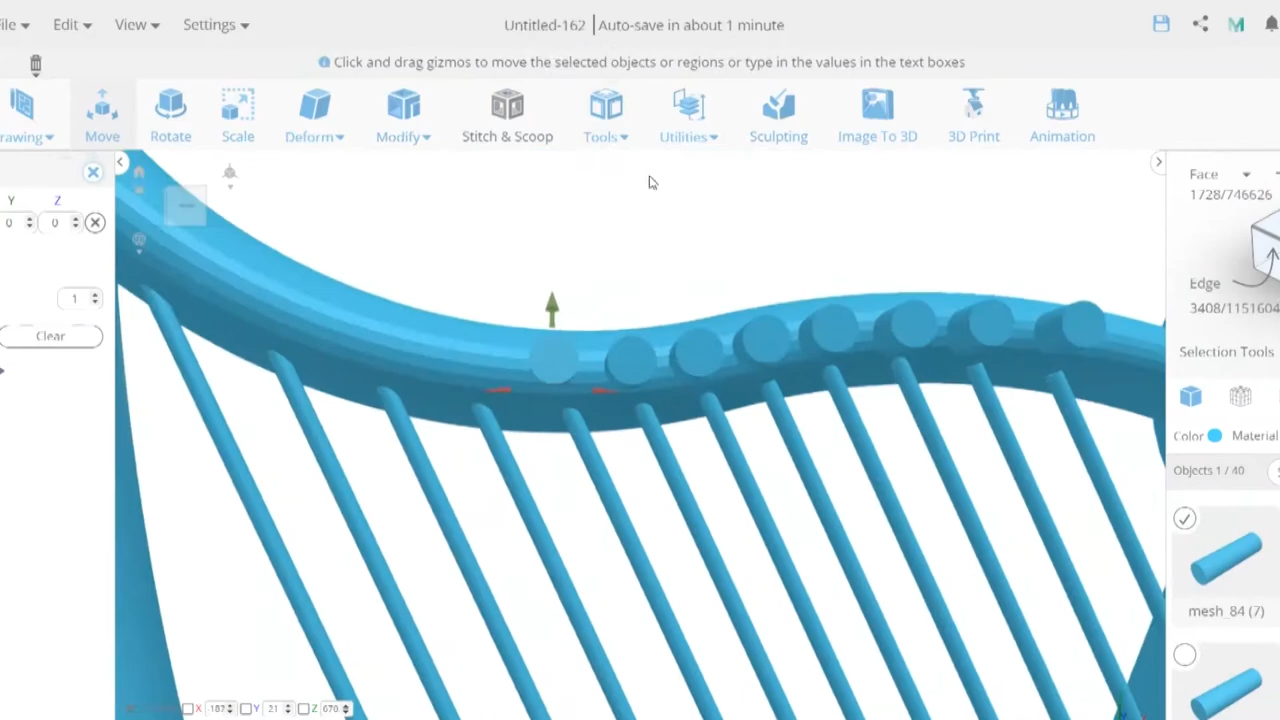 ile Edit View Settings Untitled-162 Auto-save in about 1 minute
Click and drag gizmos to move the selected objects or regions or type in the values in the text boxes
rawing Move Rotate Scale Deform Modify Stitch & Scoop Tools Utilities Sculpting Image To 3D 3D Print Animation
Face
1728/746626
Y Z
0 0
Edge
1
3408/1151604
Clear
Selection Tools
Color Material
Objects 1 / 40
mesh_84 (7)
X 187 Y 21 Z 670